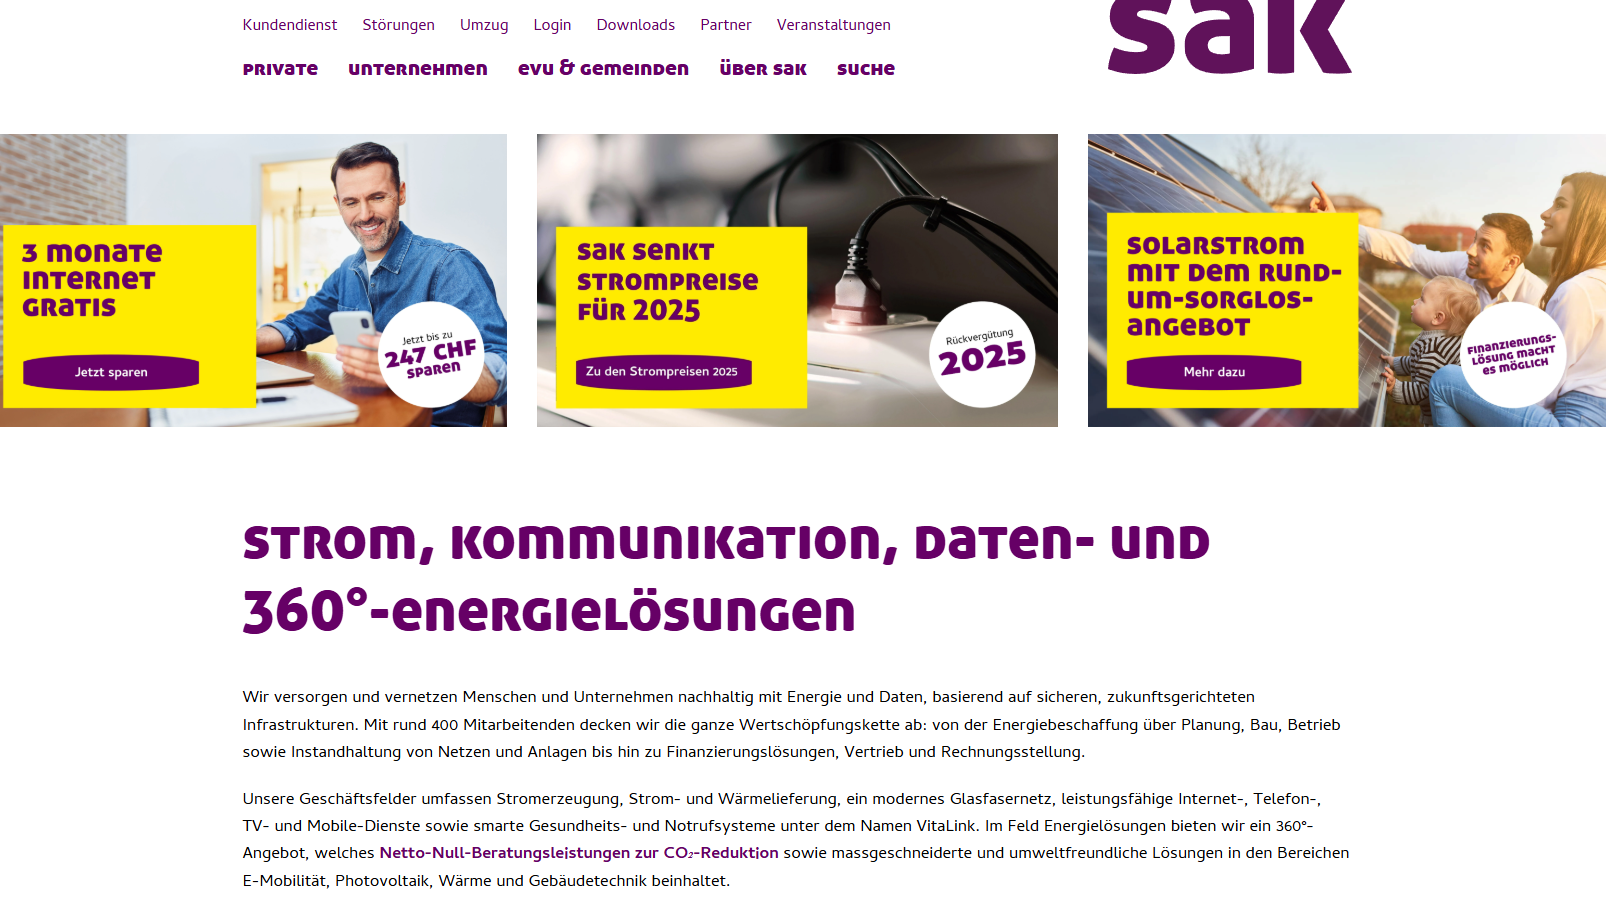 Kundendienst Störungen Umzug Login Downloads Partner Veranstaltungen
sak
PRIVATE UNTERNEHMEN EVU & GEMEINDEN ÜBER SAK SUCHE
3 MONATE
INTERNET
GRATIS
Jetzt sparen
Jetzt bis zu
247 CHF
SPAREN
SAK SENKT
STROMPREISE
FÜR 2025
Zu den Strompreisen 2025
Rückvergütung
2025
SOLARSTROM
MIT DEM RUND-
UM-SORGLOS-
ANGEBOT
Mehr dazu
FINANZIERUNGS-
LÖSUNG MACHT
ES MÖGLICH
STROM, KOMMUNIKATION, DATEN- UND
360°-ENERGIELÖSUNGEN
Wir versorgen und vernetzen Menschen und Unternehmen nachhaltig mit Energie und Daten, basierend auf sicheren, zukunftsgerichteten
Infrastrukturen. Mit rund 400 Mitarbeitenden decken wir die ganze Wertschöpfungskette ab: von der Energiebeschaffung über Planung, Bau, Betrieb
sowie Instandhaltung von Netzen und Anlagen bis hin zu Finanzierungslösungen, Vertrieb und Rechnungsstellung.
Unsere Geschäftsfelder umfassen Stromerzeugung, Strom- und Wärmelieferung, ein modernes Glasfasernetz, leistungsfähige Internet-, Telefon-,
TV- und Mobile-Dienste sowie smarte Gesundheits- und Notrufsysteme unter dem Namen VitaLink. Im Feld Energielösungen bieten wir ein 360°-
Angebot, welches Netto-Null-Beratungsleistungen zur CO₂-Reduktion sowie massgeschneiderte und umweltfreundliche Lösungen in den Bereichen
E-Mobilität, Photovoltaik, Wärme und Gebäudetechnik beinhaltet.